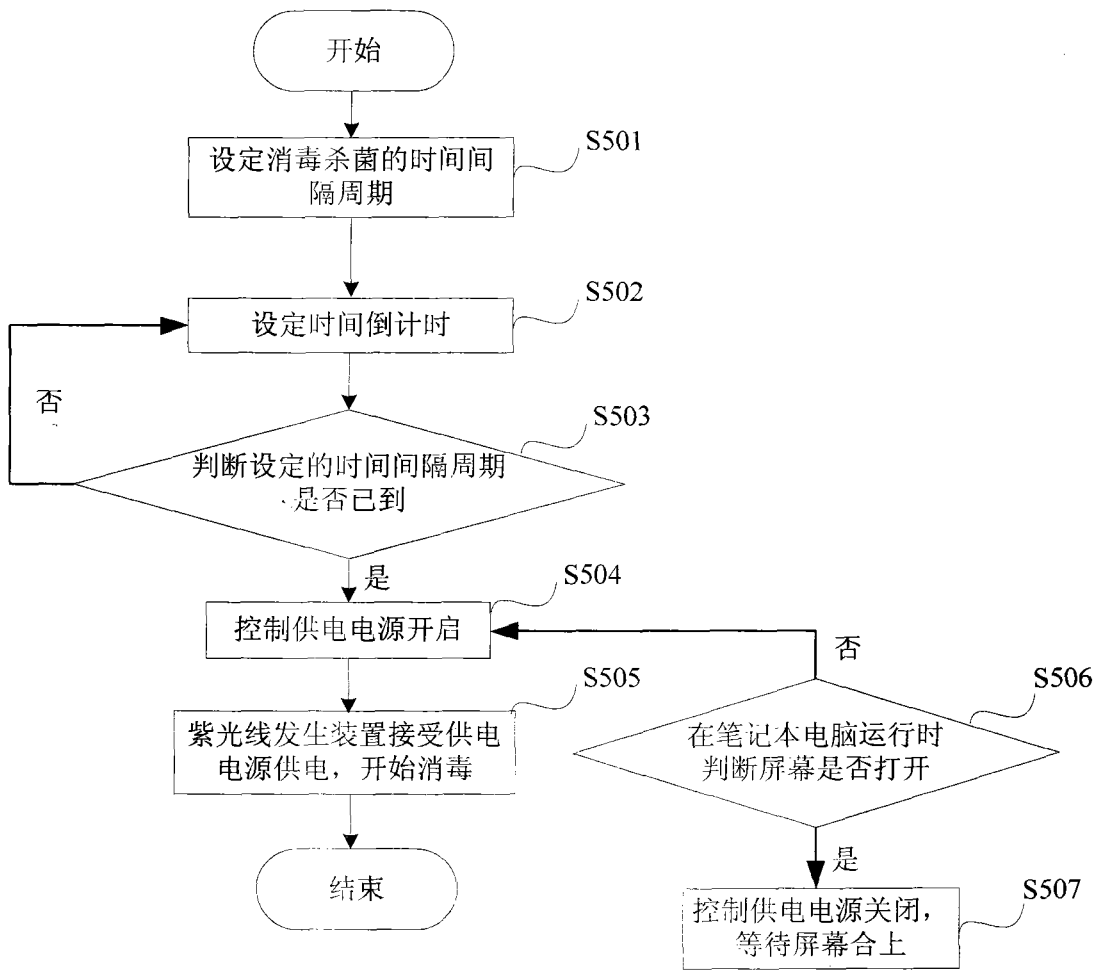 开始
S501
设定消毒杀菌的时间间
隔周期
S502
设定时间倒计时
否
S503
判断设定的时间间隔周期
是否已到
是
S504
控制供电电源开启
S505
紫光线发生装置接受供电
电源供电，开始消毒
结束
否
S506
在笔记本电脑运行时
判断屏幕是否打开
是
S507
控制供电电源关闭，
等待屏幕合上